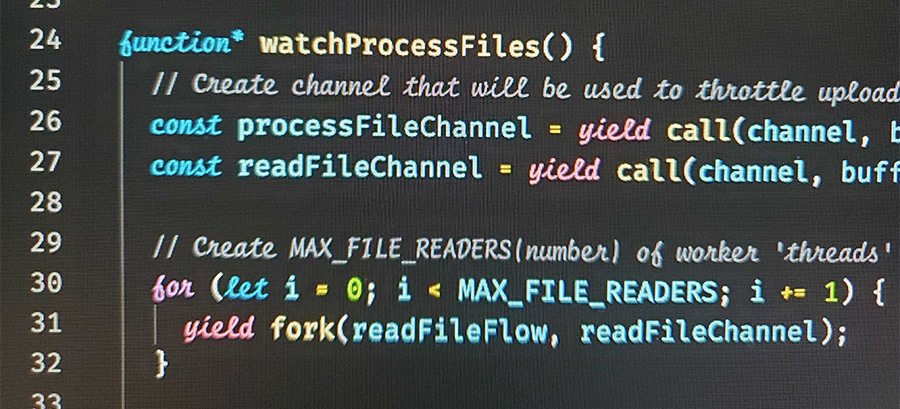 24 function* watchProcessFiles() {
25 // Create channel that will be used to throttle upload
26 const processFileChannel = yield call(channel,
27 const readFileChannel = yield call(channel, buff
28
29 // Create MAX_FILE_READERS(number) of worker 'threads'
30 for (let i = 0; i < MAX_FILE_READERS; i += 1) {
31 yield fork(readFileFlow, readFileChannel);
32 }
33